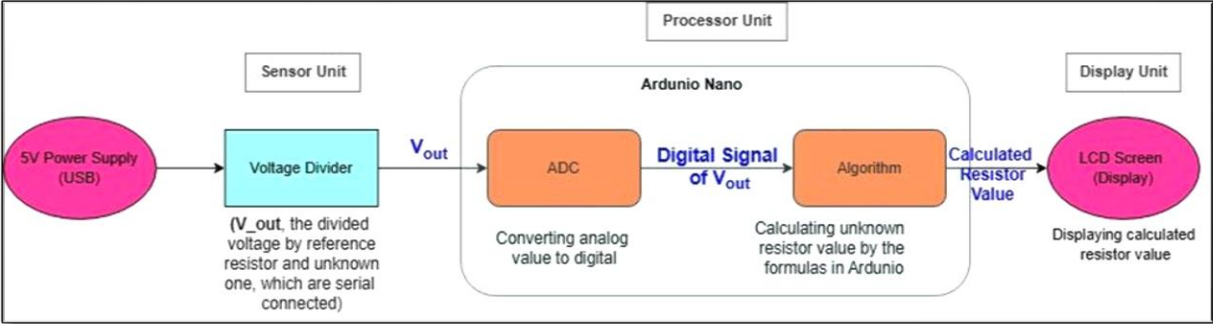 Processor Unit
Sensor Unit
Display Unit
Ardunio Nano
5V Power Supply
(USB)
Voltage Divider
Vout
ADC
Digital Signal
of Vout
Algorithm
Calculated
Resistor
Value
LCD Screen
(Display)
(V_out, the divided
voltage by reference
resistor and unknown
one, which are serial
connected)
Converting analog
value to digital
Calculating unknown
resistor value by the
formulas in Ardunio
Displaying calculated
resistor value